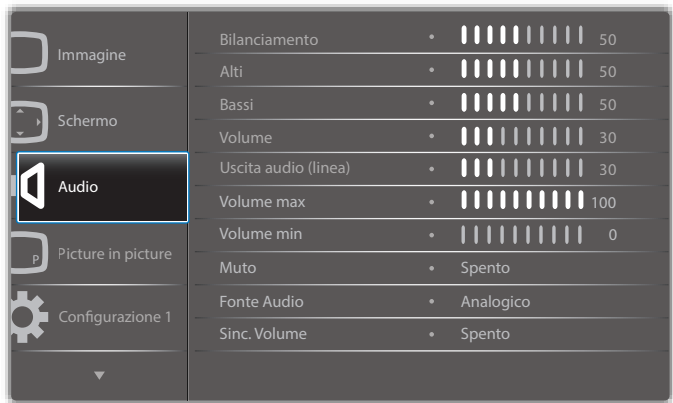 Immagine
Schermo
Audio
P
Picture in picture
Configurazione 1
Bilanciamento • 50
Alti • 50
Bassi • 50
Volume • 30
Uscita audio (linea) • 30
Volume max • 100
Volume min • 0
Muto • Spento
Fonte Audio • Analogico
Sinc. Volume • Spento